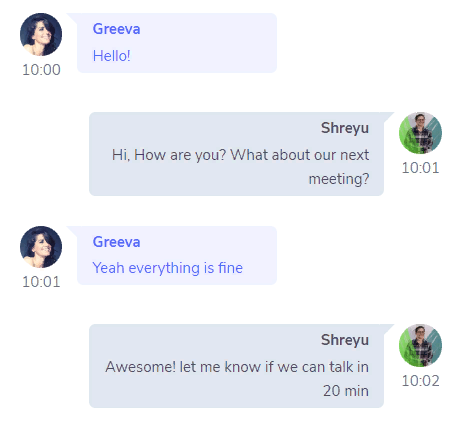 Greeva
Hello!
10:00
Shreyu
Hi, How are you? What about our next
meeting?
10:01
Greeva
Yeah everything is fine
10:01
Shreyu
Awesome! let me know if we can talk in
20 min
10:02